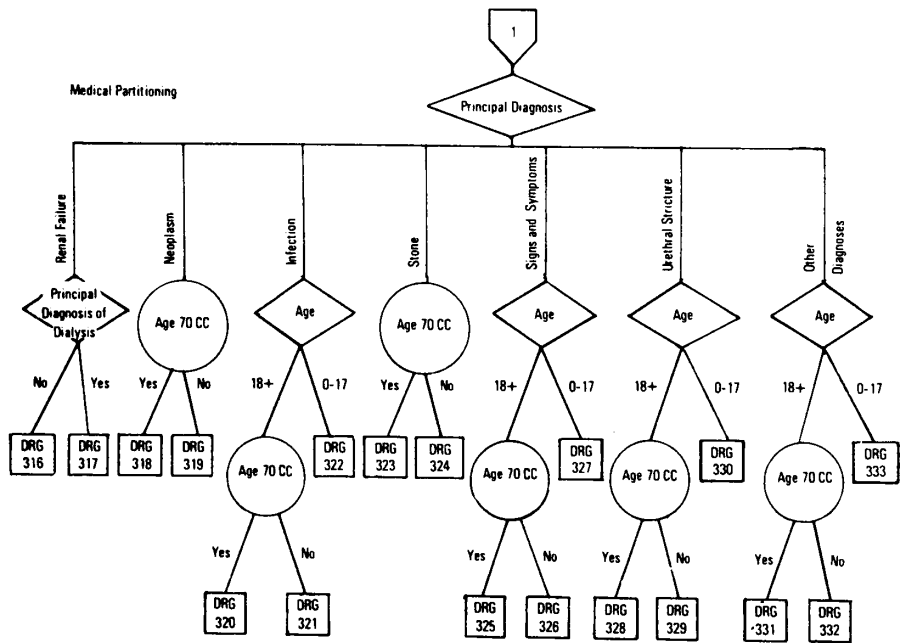 1
Medical Partitioning
Principal Diagnosis
Renal Failure
Neoplasm
Infection
Stone
Signs and Symptoms
Urethral Stricture
Other
Diagnoses
Principal
Diagnosis of
Dialysis
Age 70 CC
Age
Age 70 CC
Age
Age
Age
No
Yes
Yes
No
18+
0-17
Yes
No
18+
0-17
18+
0-17
18+
0-17
DRG
316
DRG
317
DRG
318
DRG
319
DRG
322
DRG
323
DRG
324
DRG
327
DRG
330
DRG
333
Age 70 CC
Age 70 CC
Age 70 CC
Age 70 CC
Yes
No
Yes
No
Yes
No
Yes
No
DRG
320
DRG
321
DRG
325
DRG
326
DRG
328
DRG
329
DRG
331
DRG
332